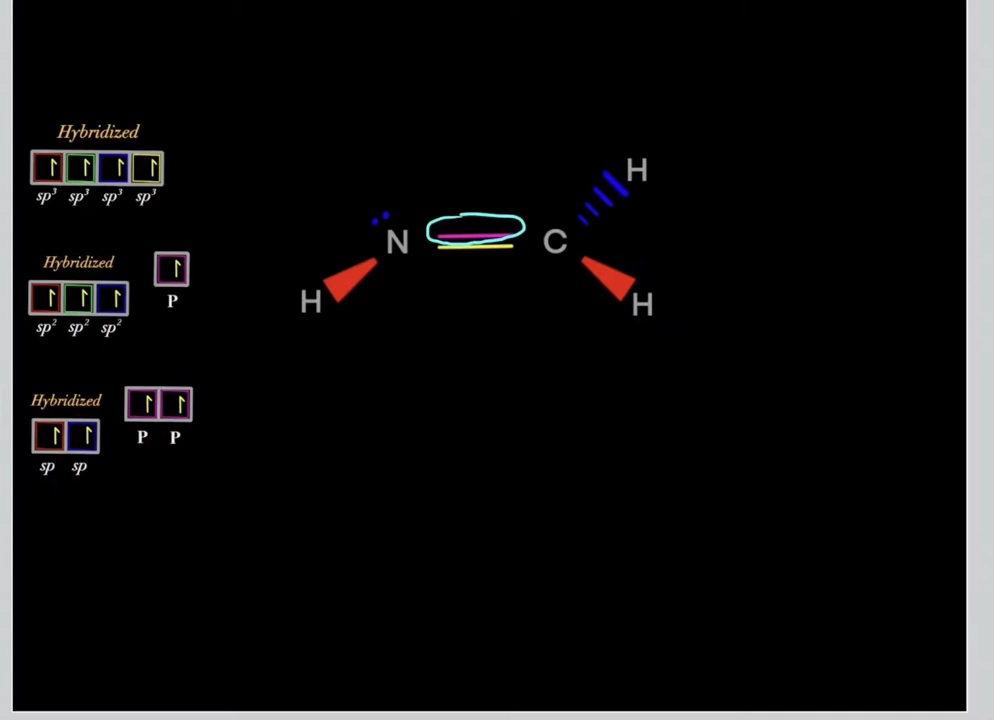 Hybridized
sp³ sp³ sp³ sp³
Hybridized
P
sp² sp² sp²
Hybridized
P P
sp sp
H
N C
H H